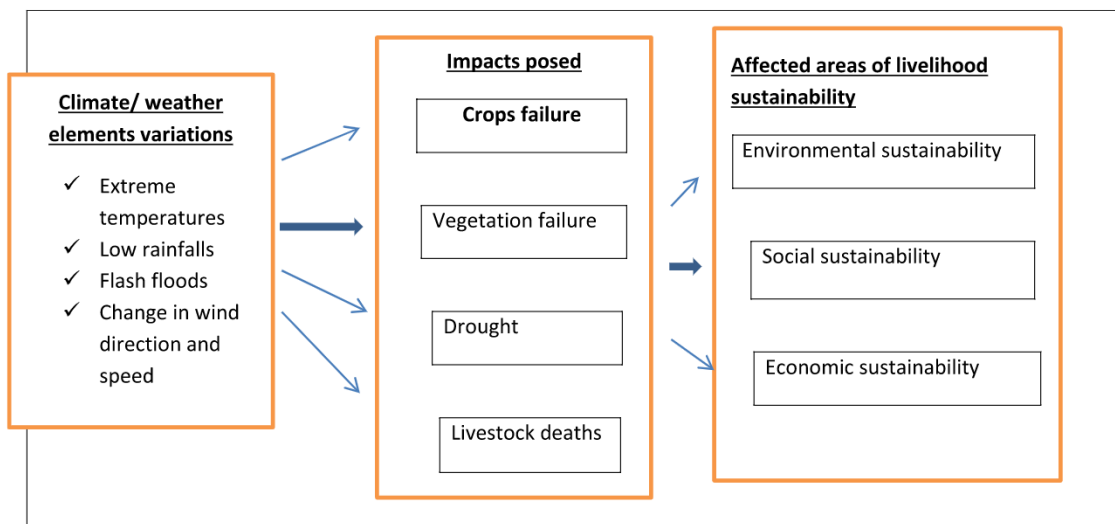 Climate/ weather
elements variations
✓ Extreme
temperatures
✓ Low rainfalls
✓ Flash floods
✓ Change in wind
direction and
speed
Impacts posed
Crops failure
Vegetation failure
Drought
Livestock deaths
Affected areas of livelihood
sustainability
Environmental sustainability
Social sustainability
Economic sustainability